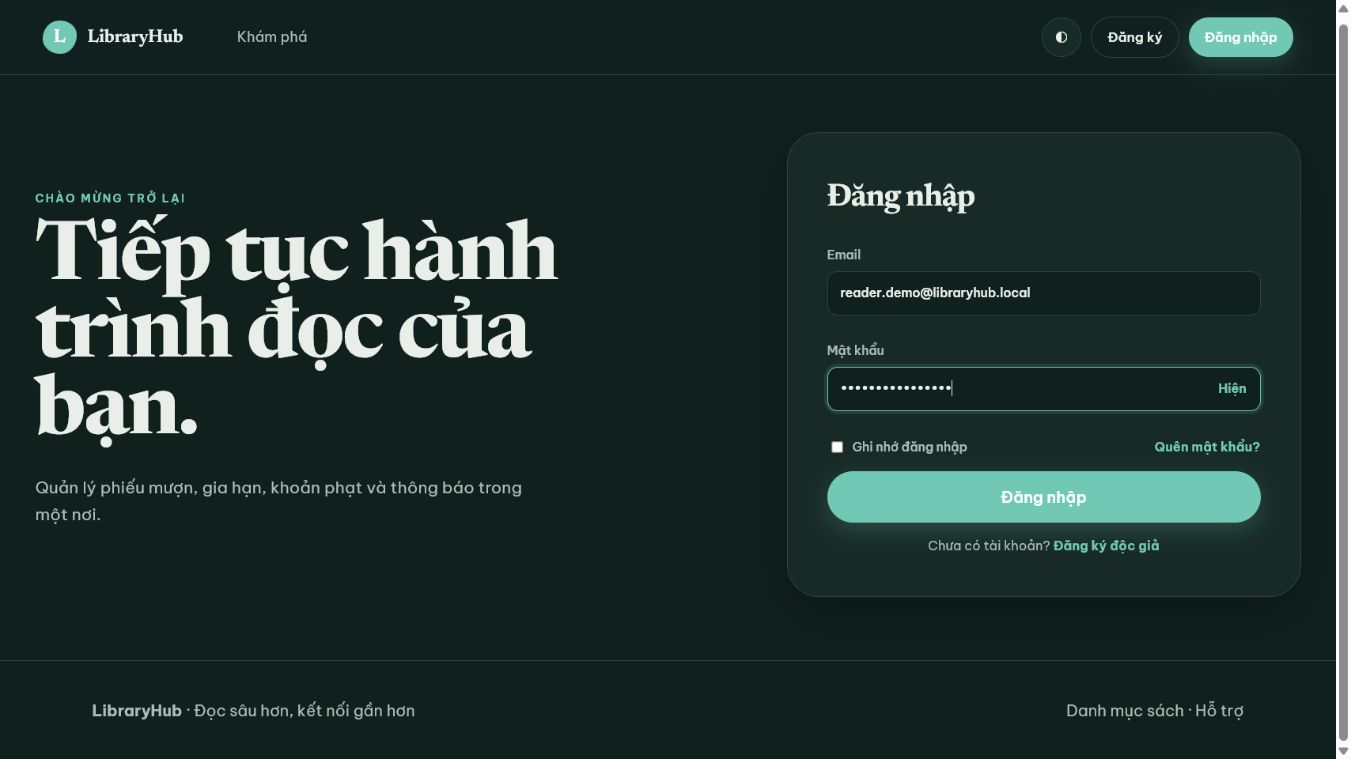 L LibraryHub Khám phá Đăng ký Đăng nhập
CHÀO MỪNG TRỞ LẠI
Tiếp tục hành
trình đọc của
bạn.
Quản lý phiếu mượn, gia hạn, khoản phạt và thông báo trong
một nơi.
Đăng nhập
Email
reader.demo@libraryhub.local
Mật khẩu
•••••••••••••••• Hiện
Ghi nhớ đăng nhập Quên mật khẩu?
Đăng nhập
Chưa có tài khoản? Đăng ký độc giả
LibraryHub · Đọc sâu hơn, kết nối gần hơn
Danh mục sách · Hỗ trợ